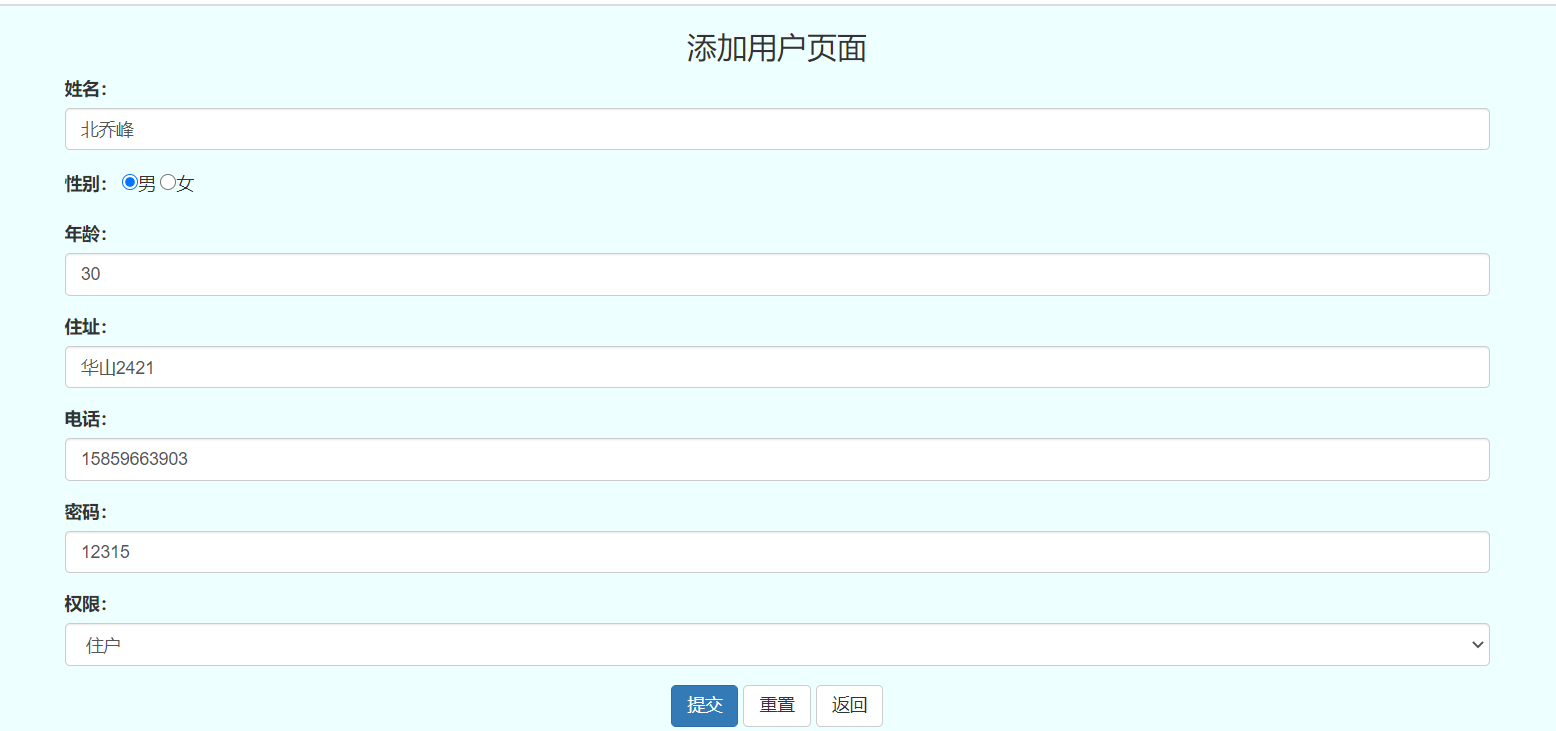 添加用户页面
姓名：
北乔峰
性别： 男 女
年龄：
30
住址：
华山2421
电话：
15859663903
密码：
12315
权限：
住户
提交 重置 返回